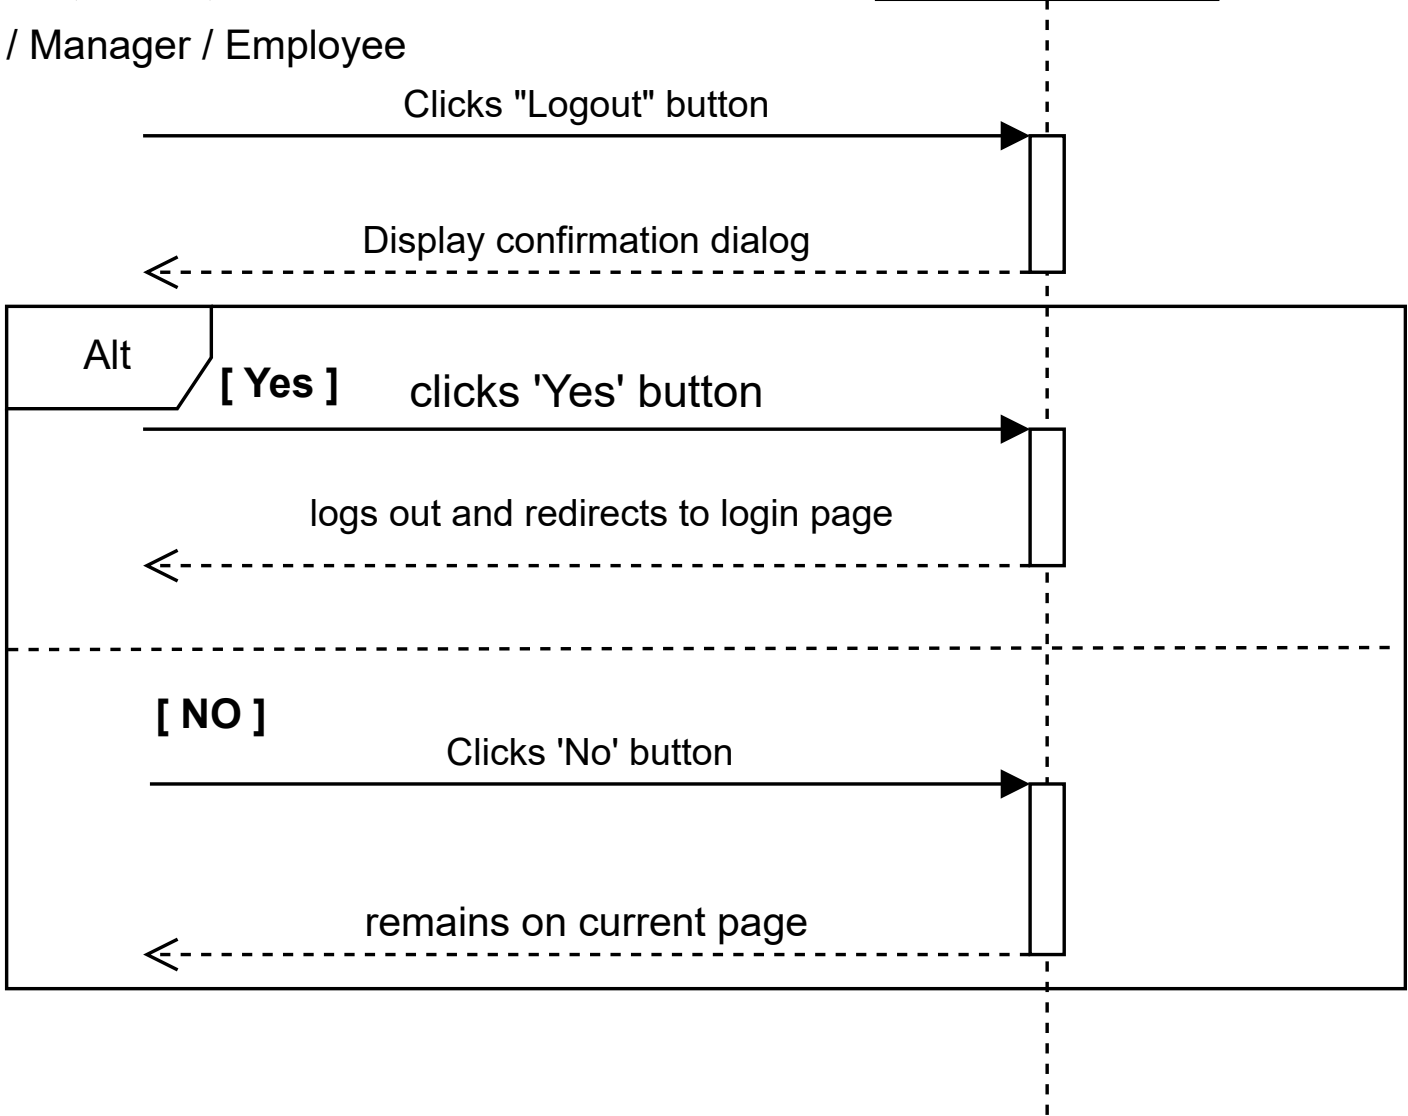 / Manager / Employee
Clicks "Logout" button
Display confirmation dialog
Alt
[ Yes ] clicks 'Yes' button
logs out and redirects to login page
[ NO ]
Clicks 'No' button
remains on current page